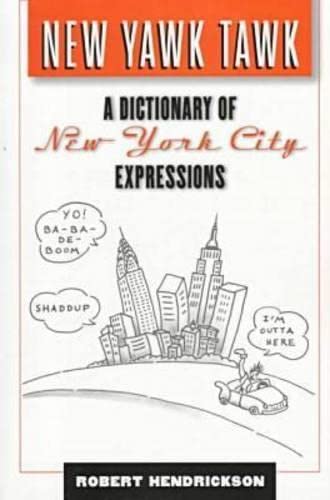 NEW YAWK TAWK
A DICTIONARY OF
New York City
EXPRESSIONS
YO!
BA-BA-
DE-
BOOM
SHADDUP
I'M
OUTTA
HERE
ROBERT HENDRICKSON